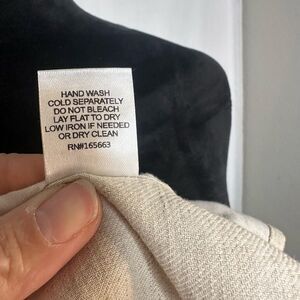 HAND WASH
COLD SEPARATELY
DO NOT BLEACH
LAY FLAT TO DRY
LOW IRON IF NEEDED
OR DRY CLEAN
RN#165663